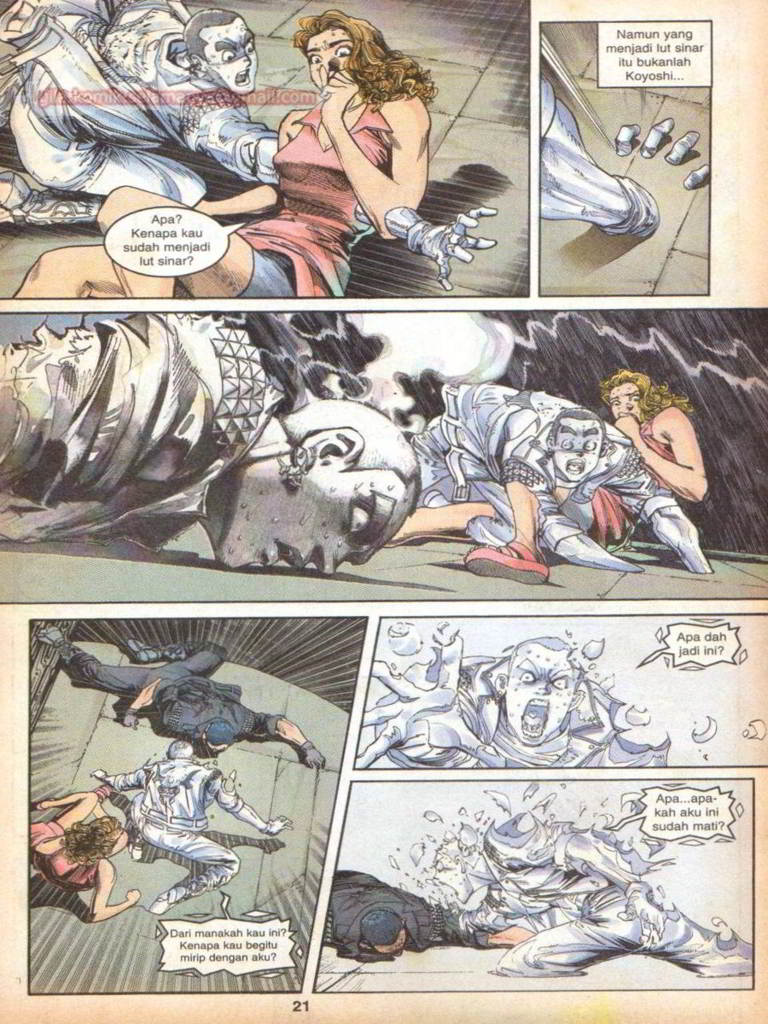 Apa?
Kenapa kau
sudah menjadi
lut sinar?
Namun yang
menjadi lut sinar
itu bukanlah
Koyoshi...
Dari manakah kau ini?
Kenapa kau begitu
mirip dengan aku?
Apa dah
jadi ini?
Apa...apa-
kah aku ini
sudah mati?
21